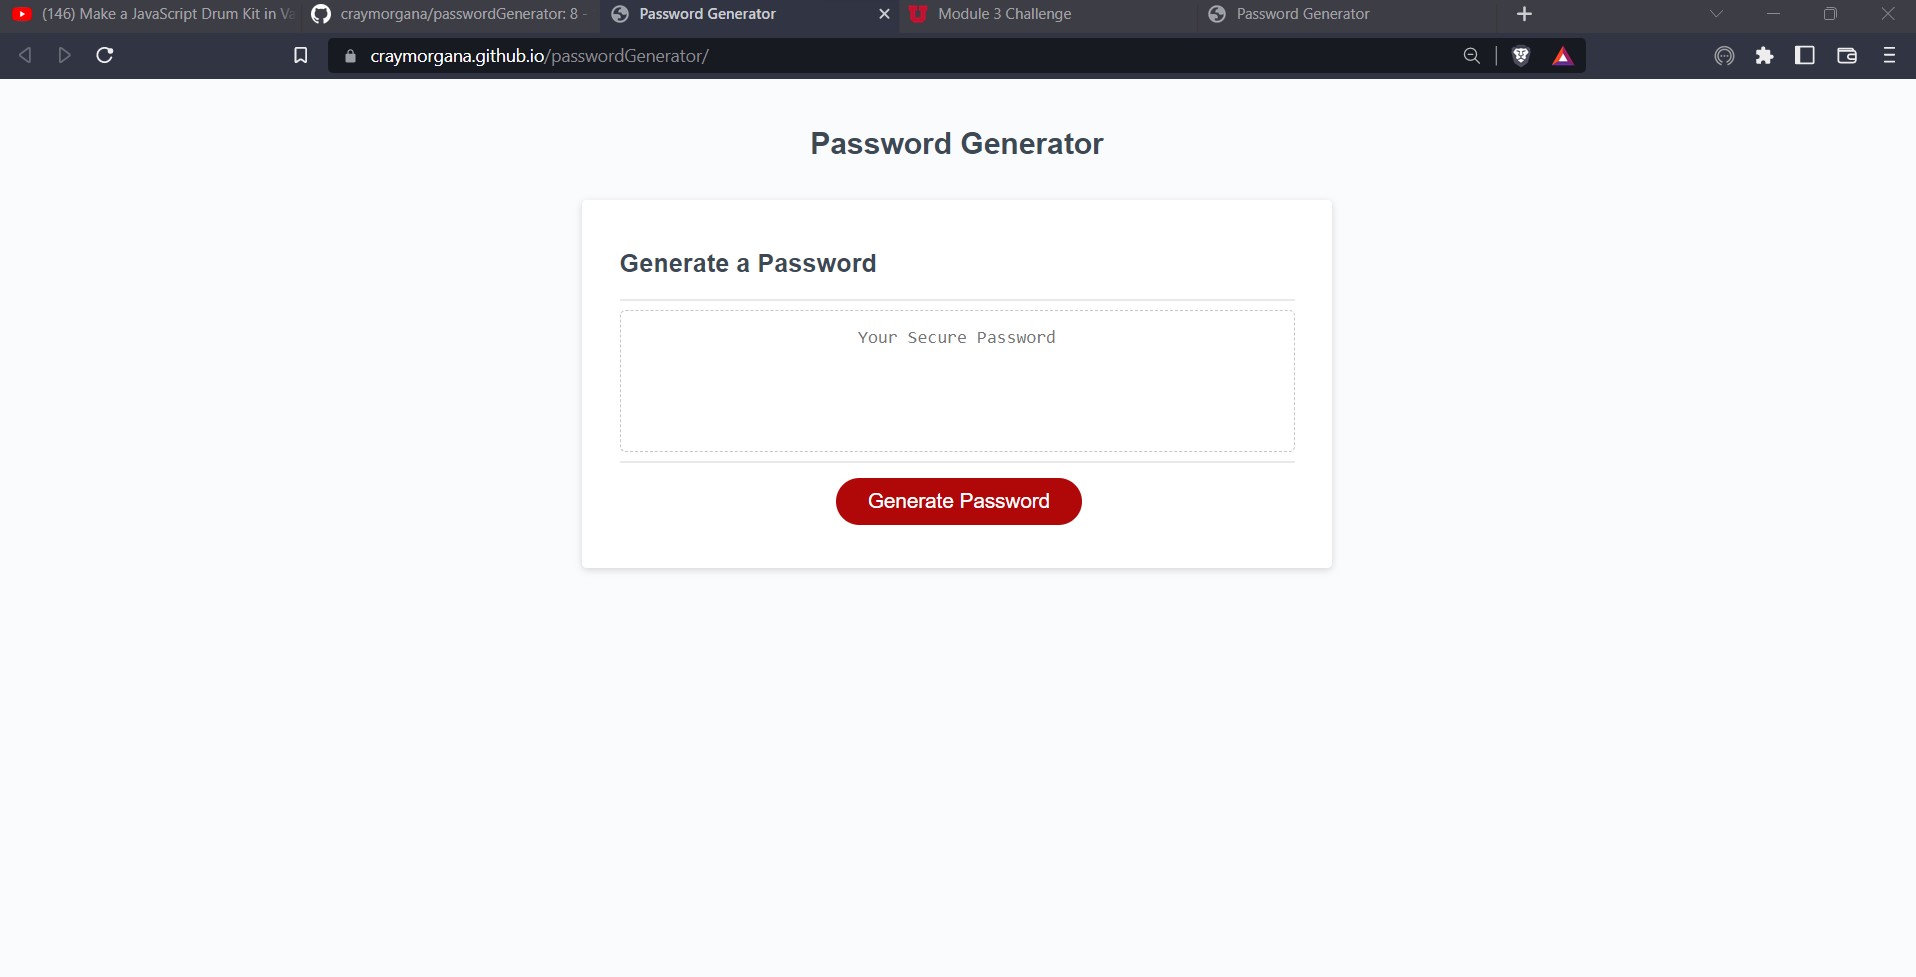 (146) Make a JavaScript Drum Kit in Va
craymorgana/passwordGenerator: 8 -
Password Generator
Module 3 Challenge
Password Generator
craymorgana.github.io/passwordGenerator/
Password Generator
Generate a Password
Your Secure Password
Generate Password